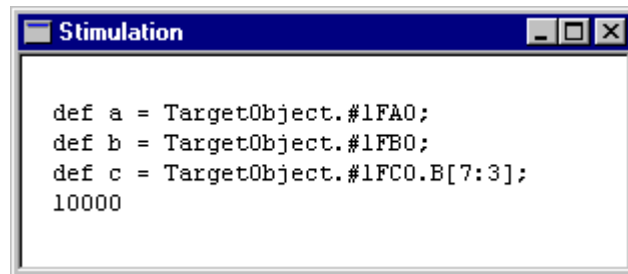 Stimulation
def a = TargetObject.#1FA0;
def b = TargetObject.#1FB0;
def c = TargetObject.#1FC0.B[7:3];
10000